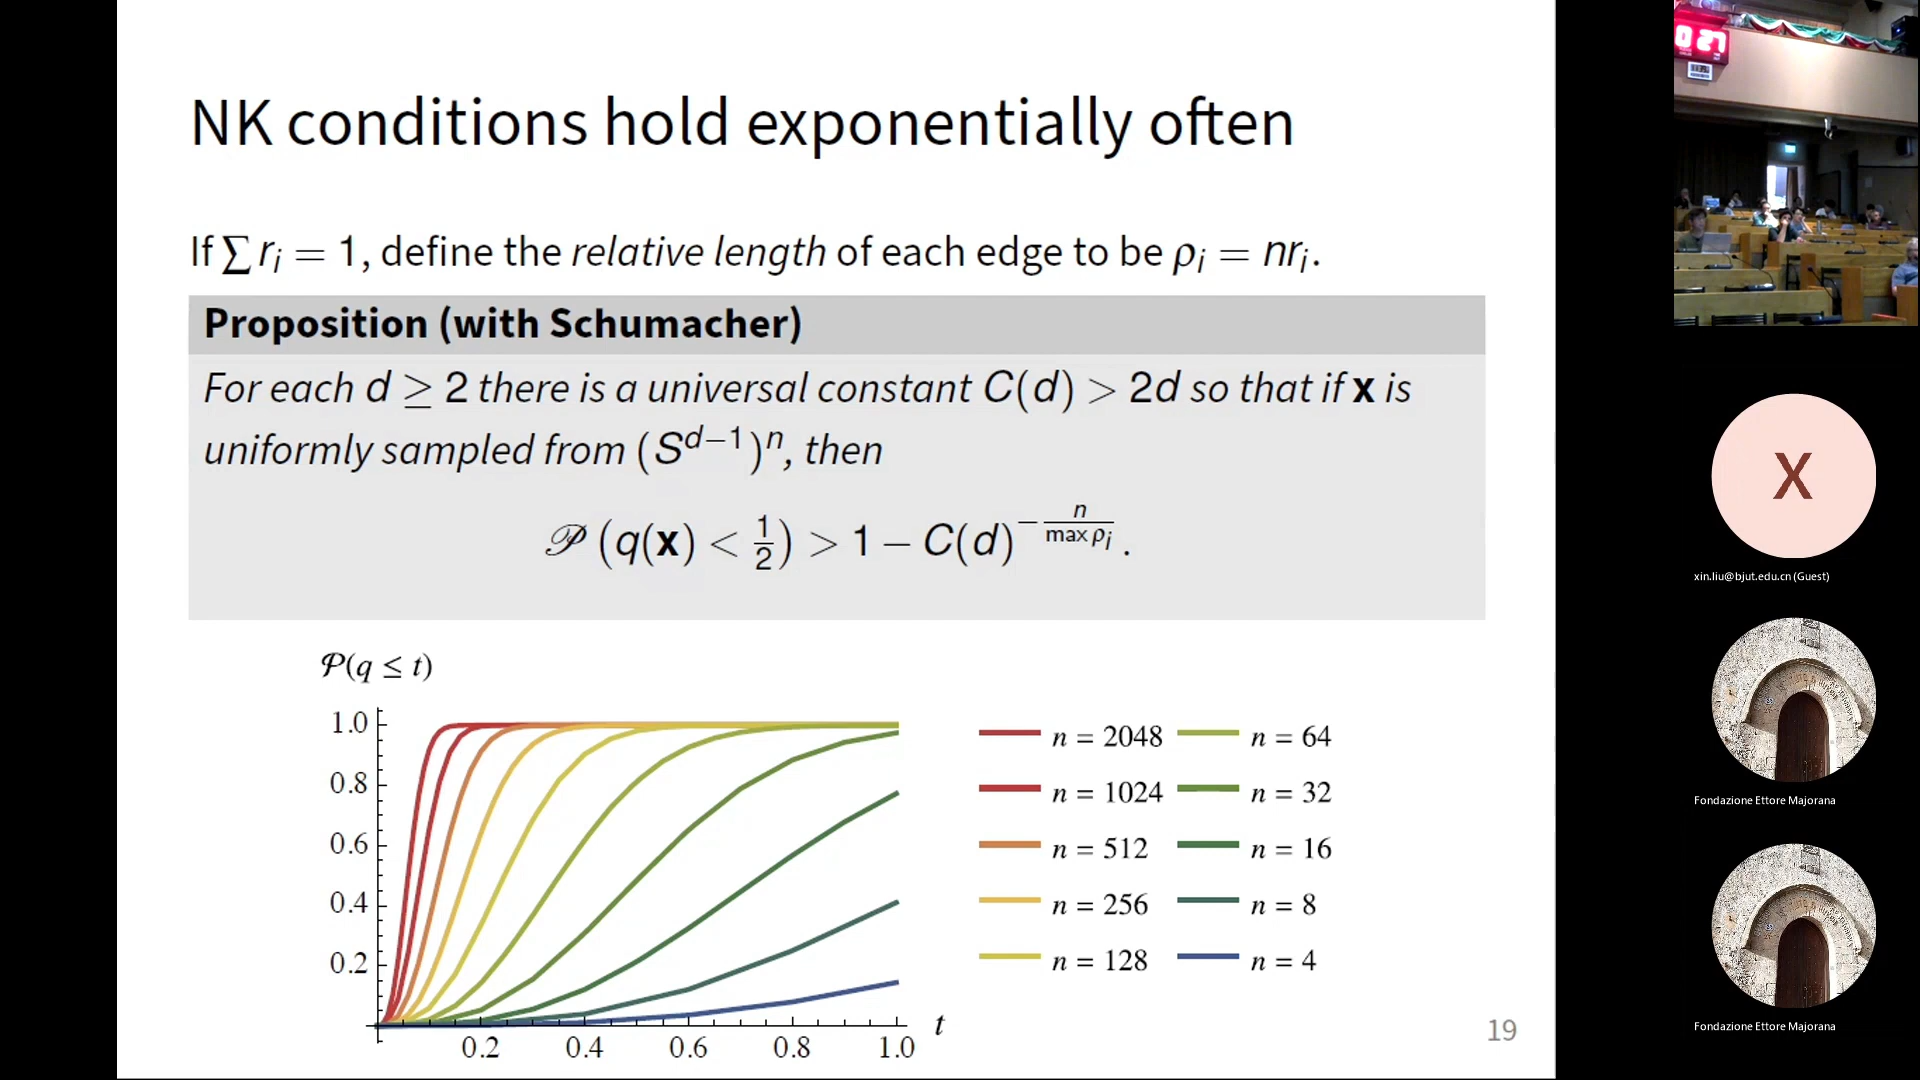 NK conditions hold exponentially often
If ∑ rᵢ = 1, define the relative length of each edge to be ρᵢ = nrᵢ.
Proposition (with Schumacher)
For each d ≥ 2 there is a universal constant C(d) > 2d so that if x is
uniformly sampled from (S^{d−1})^n, then
𝒫 (q(x) < 1/2) > 1 − C(d)^{−n/max ρᵢ}.
𝒫(q ≤ t)
1.0
0.8
0.6
0.4
0.2
0.2 0.4 0.6 0.8 1.0
t
n = 2048
n = 1024
n = 512
n = 256
n = 128
n = 64
n = 32
n = 16
n = 8
n = 4
19
0 27
X
xin.liu@bjut.edu.cn (Guest)
Fondazione Ettore Majorana
Fondazione Ettore Majorana